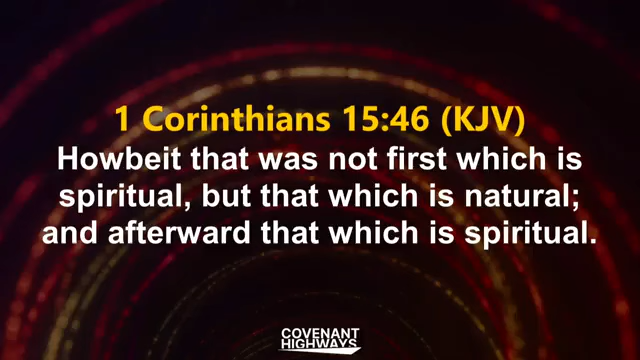 1 Corinthians 15:46 (KJV)
Howbeit that was not first which is
spiritual, but that which is natural;
and afterward that which is spiritual.
COVENANT
HIGHWAYS